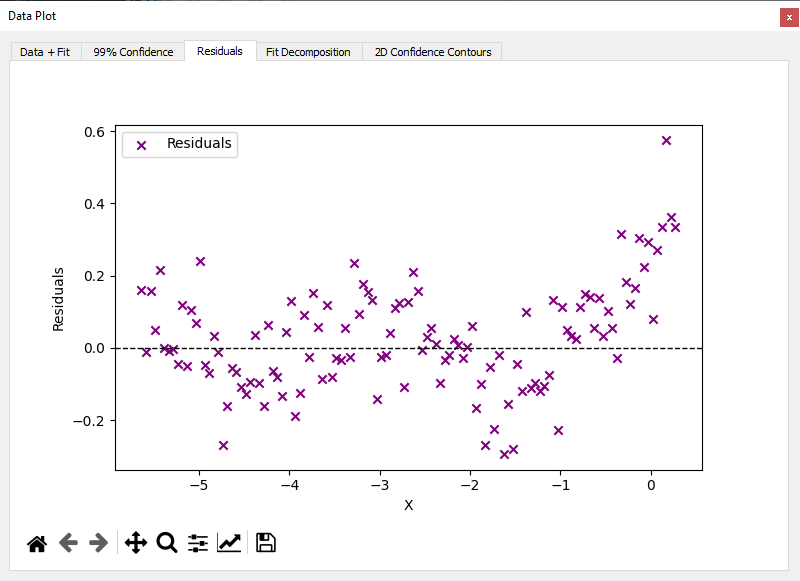 Data Plot
x
Data + Fit 99% Confidence Residuals Fit Decomposition 2D Confidence Contours
Residuals
0.6
0.4
0.2
0.0
−0.2
Residuals
−5 −4 −3 −2 −1 0
X